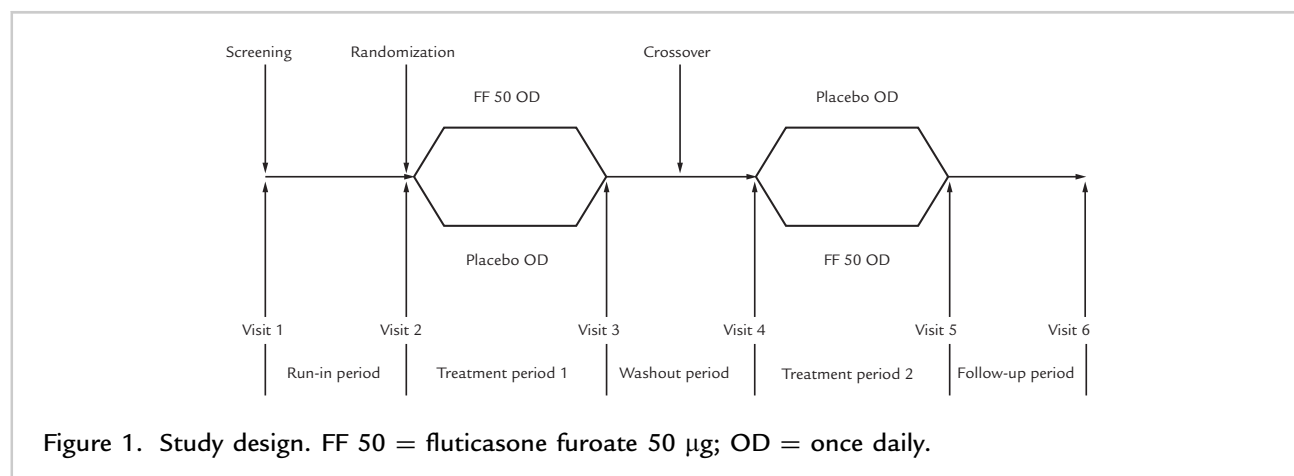 Screening
Randomization
Crossover
FF 50 OD
Placebo OD
Placebo OD
FF 50 OD
Visit 1
Visit 2
Visit 3
Visit 4
Visit 5
Visit 6
Run-in period
Treatment period 1
Washout period
Treatment period 2
Follow-up period
Figure 1. Study design. FF 50 = fluticasone furoate 50 μg; OD = once daily.